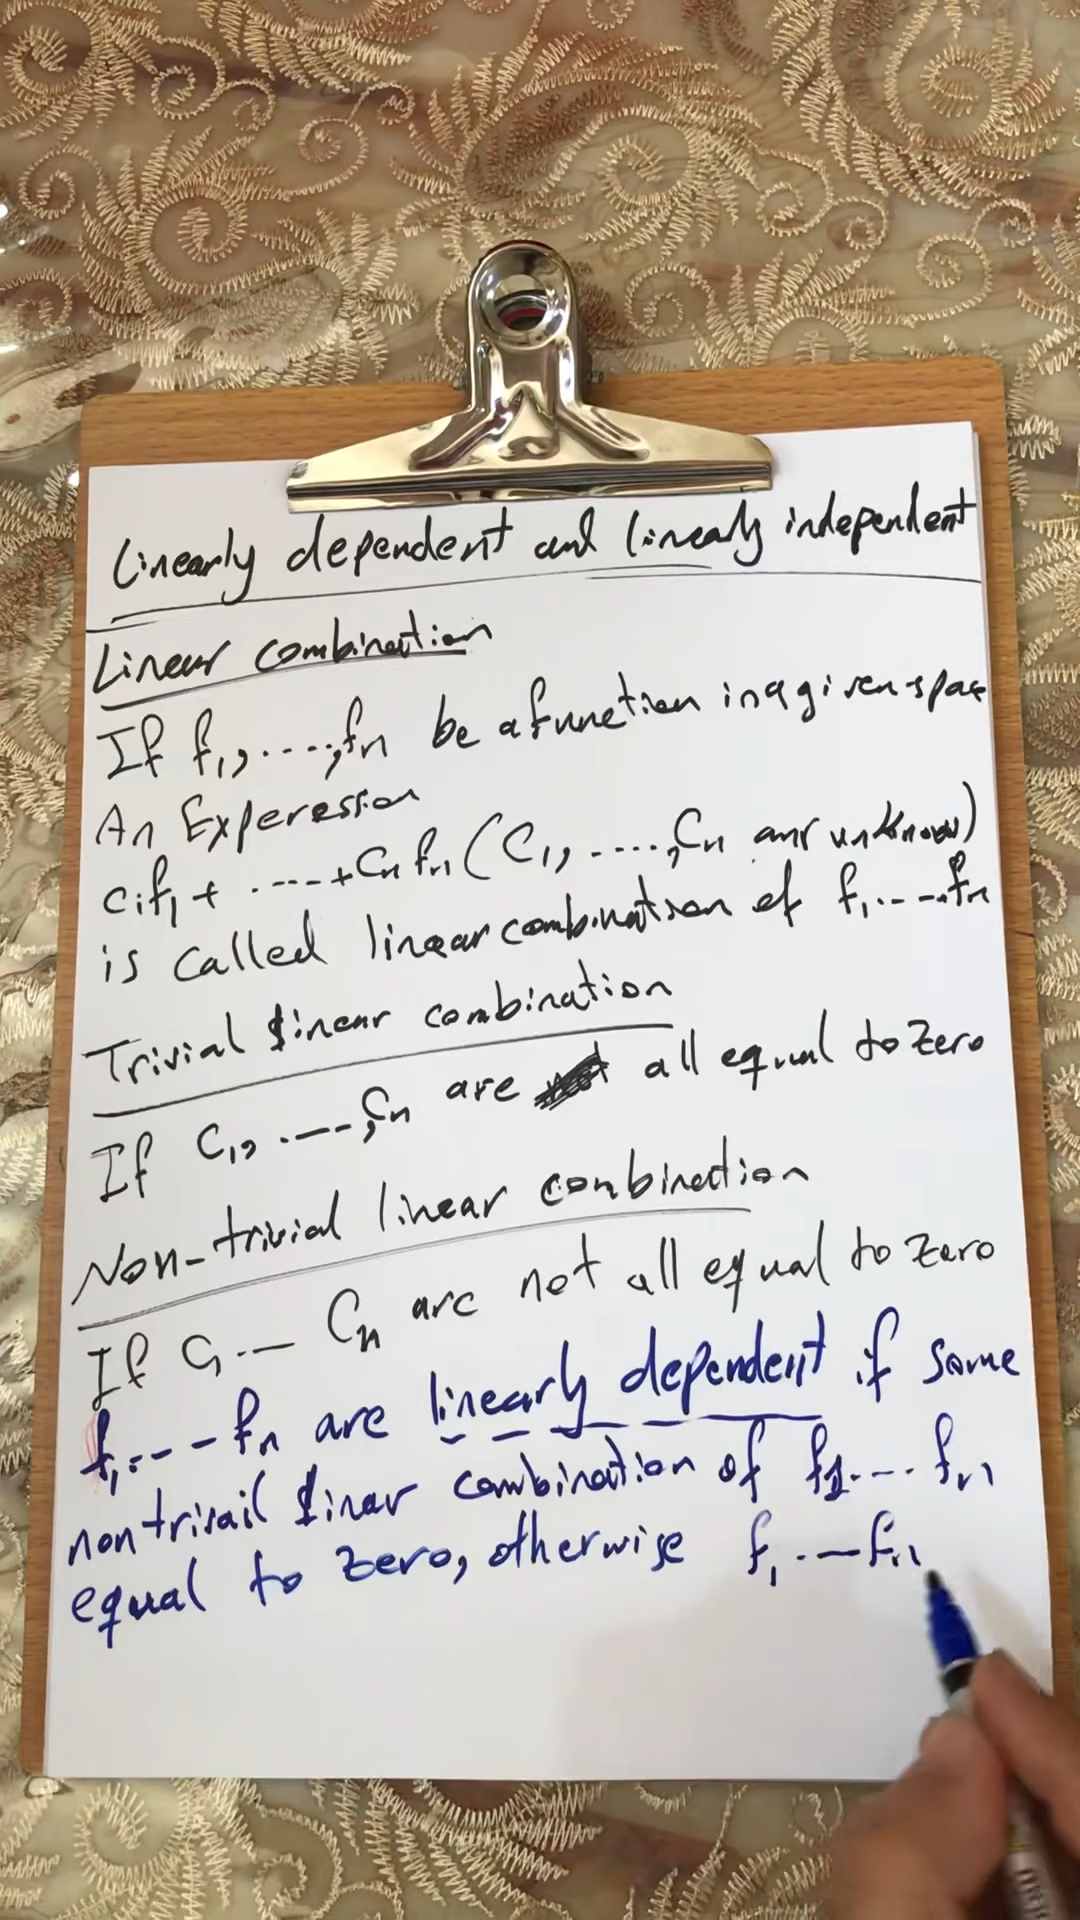 Linearly dependent and linearly independent
Linear combination
If f1, ....., fn be a function in a given space
An Experession
c1f1 + ..... + cn fn (C1, ....., Cn are unknown)
is called linear combination of f1.....fn
Trivial linear combination
If C1, .---, Cn are all equal to zero
Non-trivial linear combination
If C1 .-- Cn are not all equal to zero
f1.--- fn are linearly dependent if some
nontrivail linar combination of f1.... fn
equal to zero, otherwise f1 .-- fn